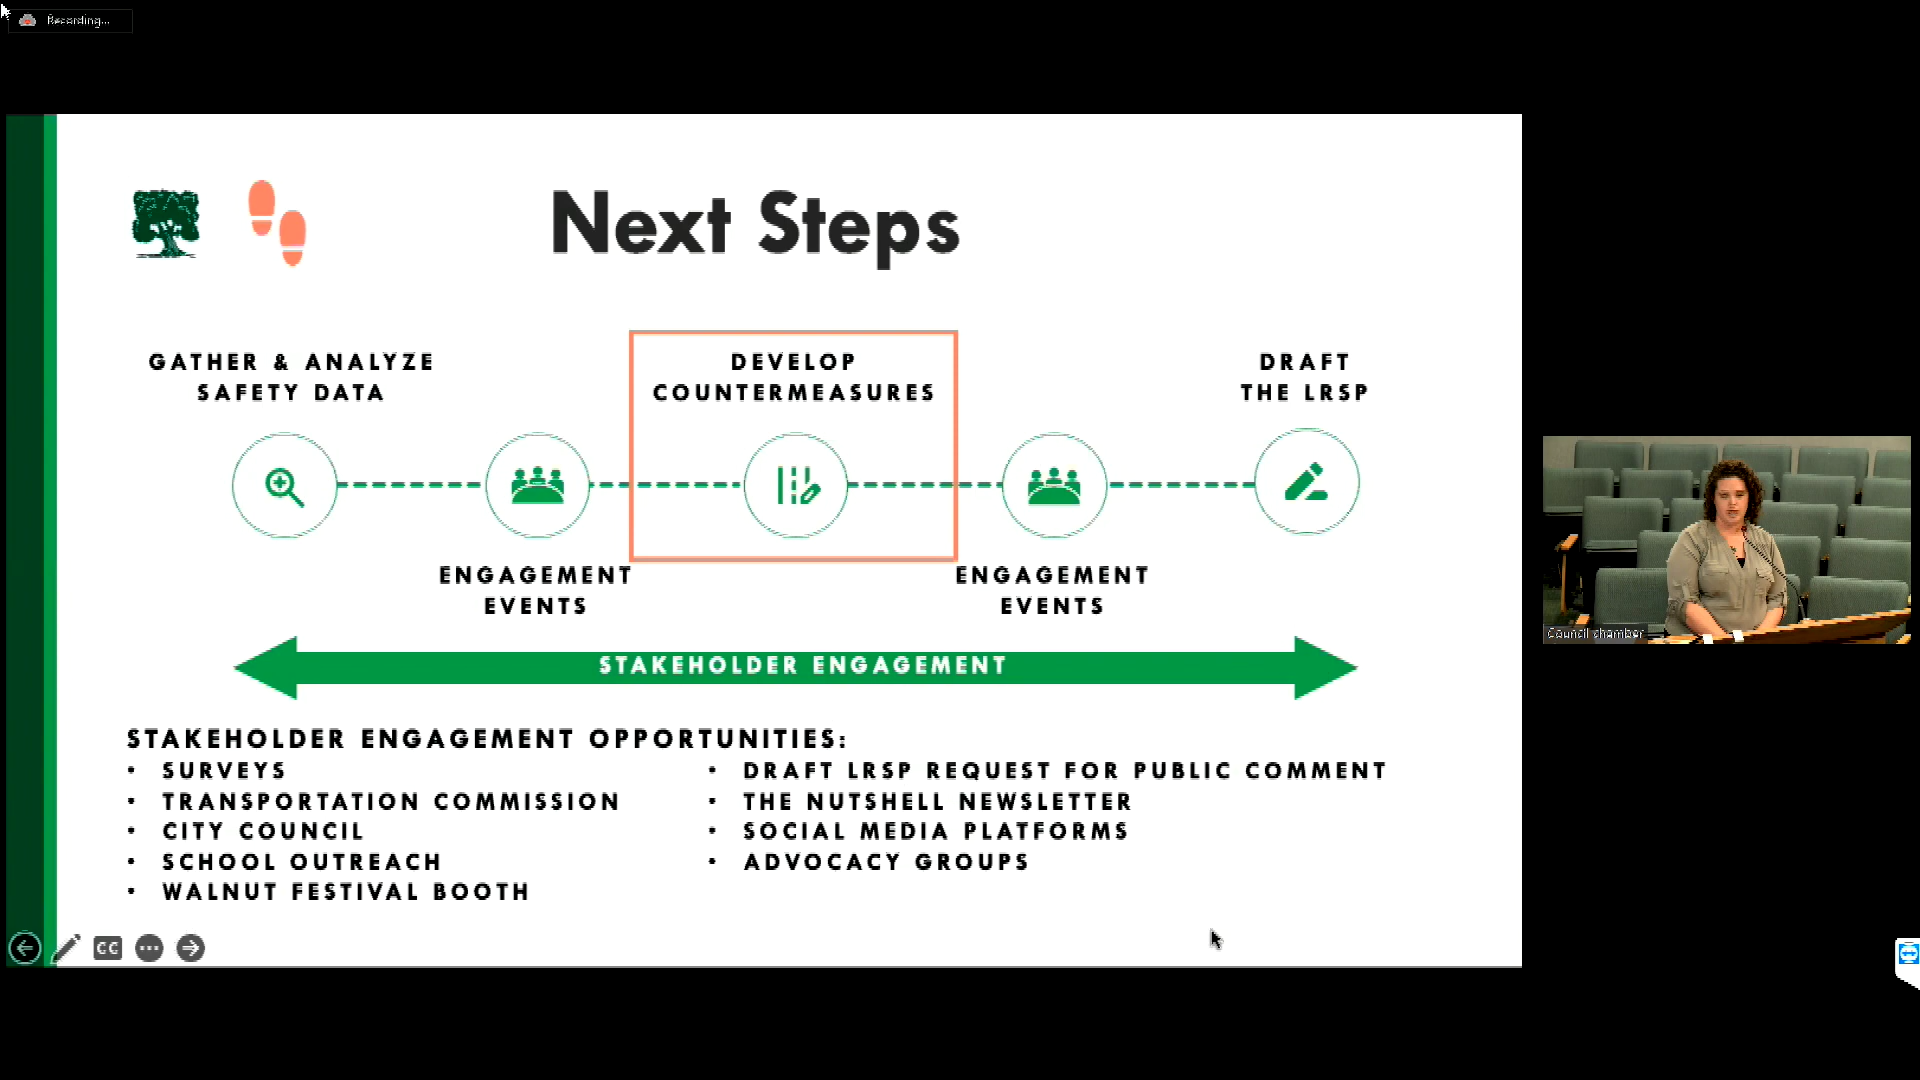 Recording...
Next Steps
GATHER & ANALYZE
SAFETY DATA
DEVELOP
COUNTERMEASURES
DRAFT
THE LRSP
ENGAGEMENT
EVENTS
ENGAGEMENT
EVENTS
STAKEHOLDER ENGAGEMENT
STAKEHOLDER ENGAGEMENT OPPORTUNITIES:
• SURVEYS
• TRANSPORTATION COMMISSION
• CITY COUNCIL
• SCHOOL OUTREACH
• WALNUT FESTIVAL BOOTH
• DRAFT LRSP REQUEST FOR PUBLIC COMMENT
• THE NUTSHELL NEWSLETTER
• SOCIAL MEDIA PLATFORMS
• ADVOCACY GROUPS
CC
Council chamber